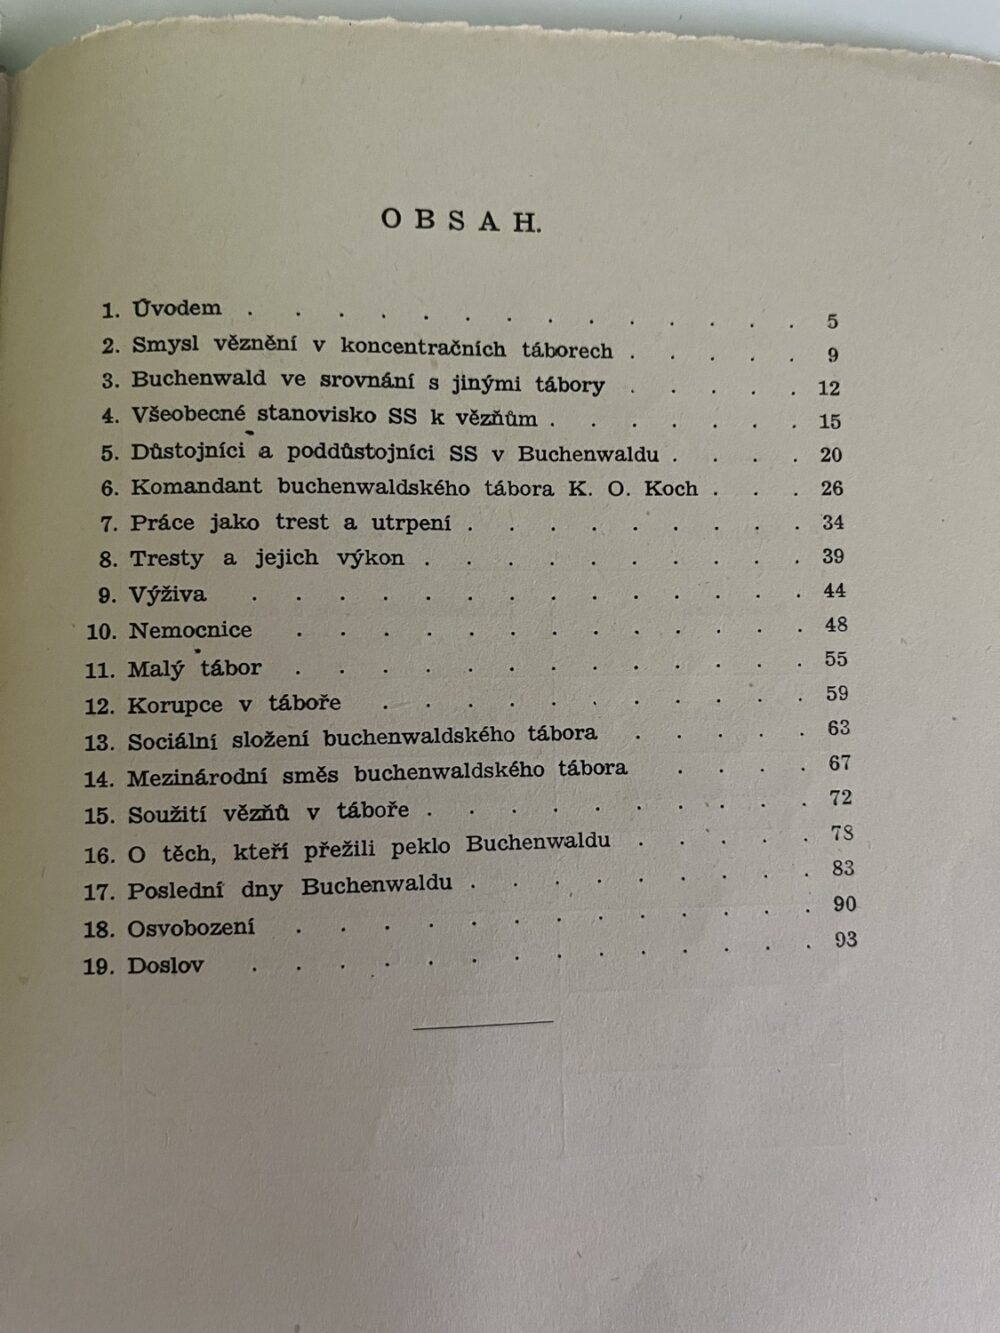 OBSAH.
1. Úvodem . . . . . . . . . . . . . . 5
2. Smysl věznění v koncentračních táborech . . . . . 9
3. Buchenwald ve srovnání s jinými tábory . . . . . 12
4. Všeobecné stanovisko SS k vězňům . . . . . . . 15
5. Důstojníci a poddůstojníci SS v Buchenwaldu . . . . 20
6. Komandant buchenwaldského tábora K. O. Koch . . . 26
7. Práce jako trest a utrpení . . . . . . . . . 34
8. Tresty a jejich výkon . . . . . . . . . . 39
9. Výživa . . . . . . . . . . . . . . 44
10. Nemocnice . . . . . . . . . . . . . 48
11. Malý tábor . . . . . . . . . . . . . 55
12. Korupce v táboře . . . . . . . . . . . 59
13. Sociální složení buchenwaldského tábora . . . . . 63
14. Mezinárodní směs buchenwaldského tábora . . . . 67
15. Soužití vězňů v táboře . . . . . . . . . . 72
16. O těch, kteří přežili peklo Buchenwaldu . . . . . 78
17. Poslední dny Buchenwaldu . . . . . . . . . 83
18. Osvobození . . . . . . . . . . . . . 90
19. Doslov . . . . . . . . . . . . . . 93